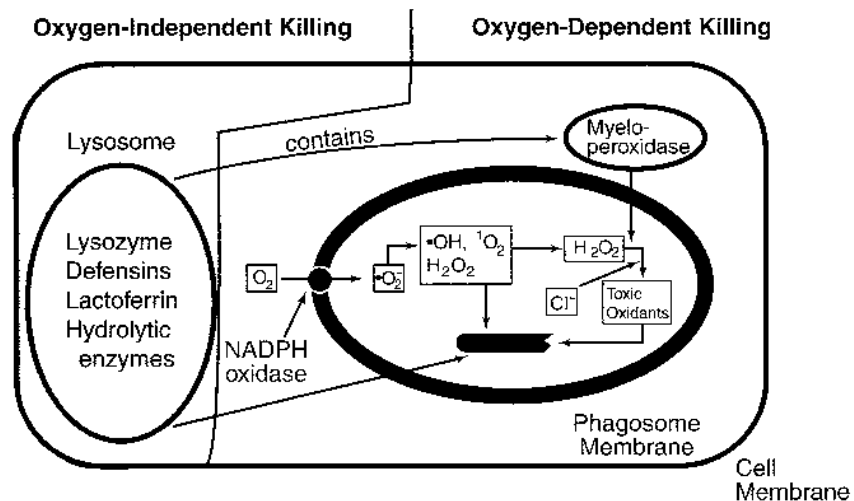 Oxygen-Independent Killing
Oxygen-Dependent Killing
Lysosome
contains
Myelo-
peroxidase
Lysozyme
Defensins
Lactoferrin
Hydrolytic
enzymes
O₂
•O₂⁻
•OH, ¹O₂
H₂O₂
H₂O₂
Cl⁻
Toxic
Oxidants
NADPH
oxidase
Phagosome
Membrane
Cell
Membrane